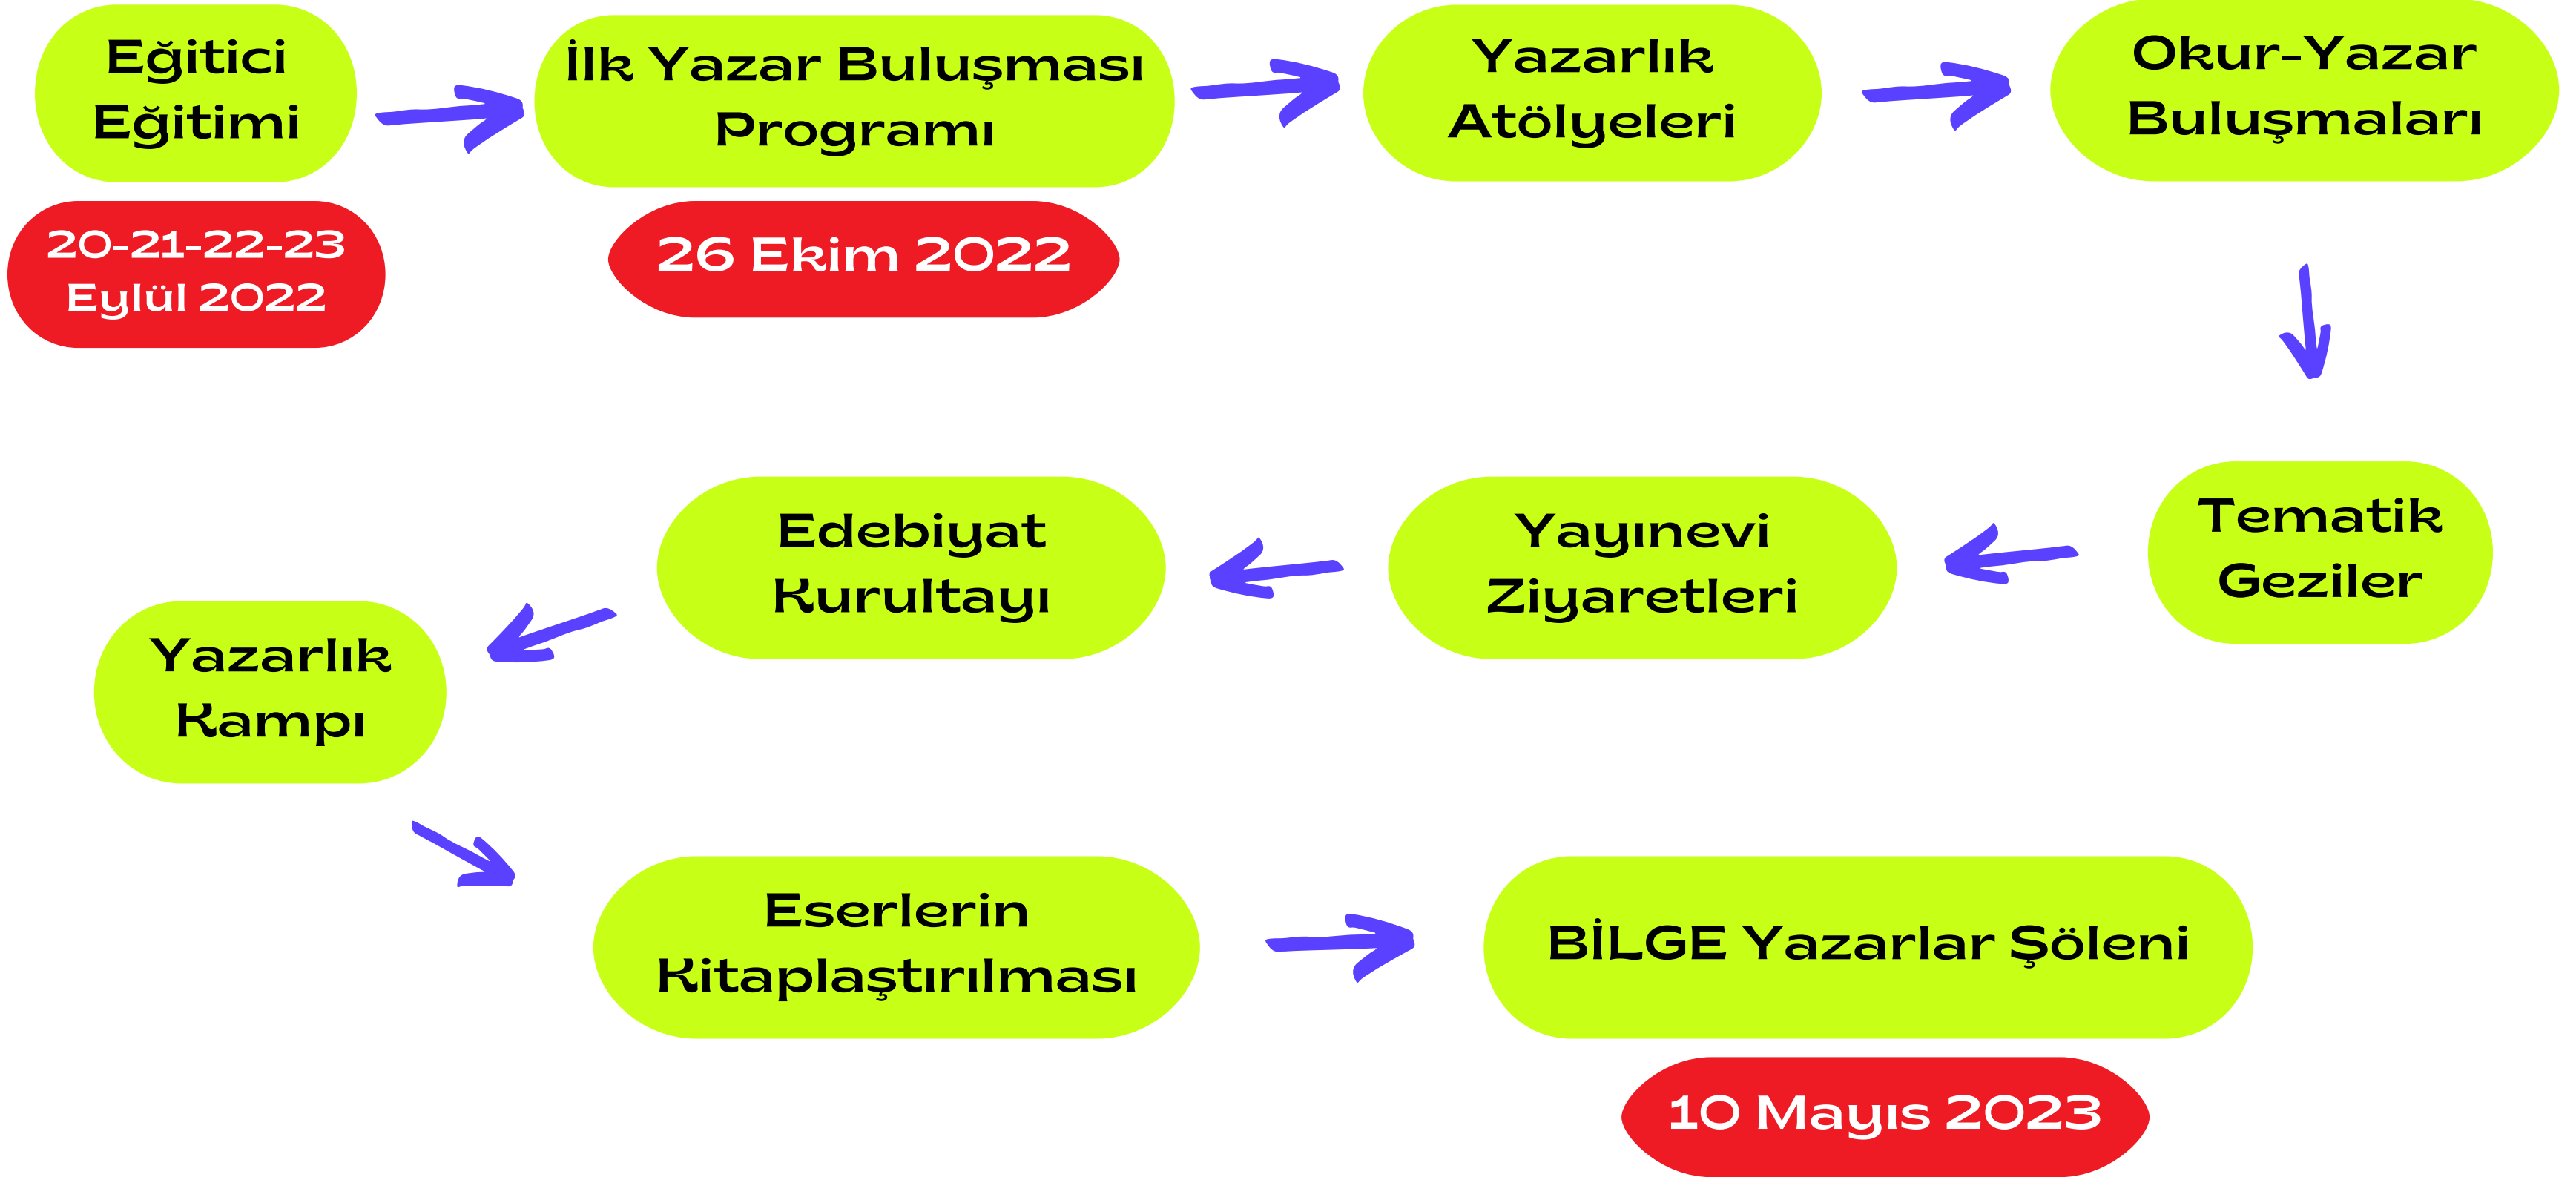 Eğitici
Eğitimi
20-21-22-23
Eylül 2022
İlk Yazar Buluşması
Programı
26 Ekim 2022
Yazarlık
Atölyeleri
Okur-Yazar
Buluşmaları
Tematik
Geziler
Yayınevi
Ziyaretleri
Edebiyat
Kurultayı
Yazarlık
Kampı
Eserlerin
Kitaplaştırılması
BİLGE Yazarlar Şöleni
10 Mayıs 2023